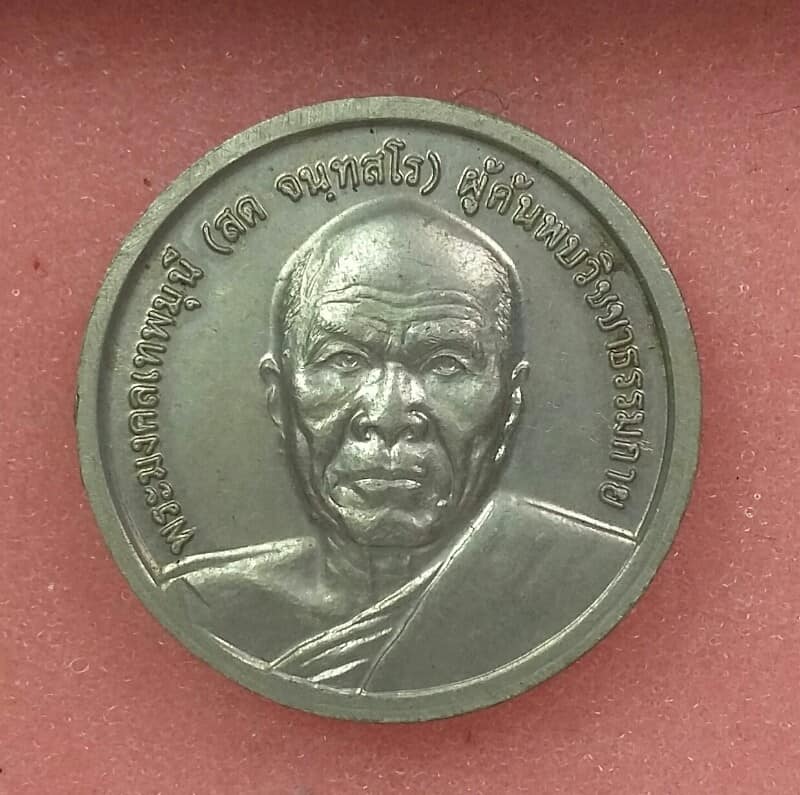 พระมงคลเทพมุนี (สด จนฺทสโร) ผู้ค้นพบวิชชาธรรมกาย